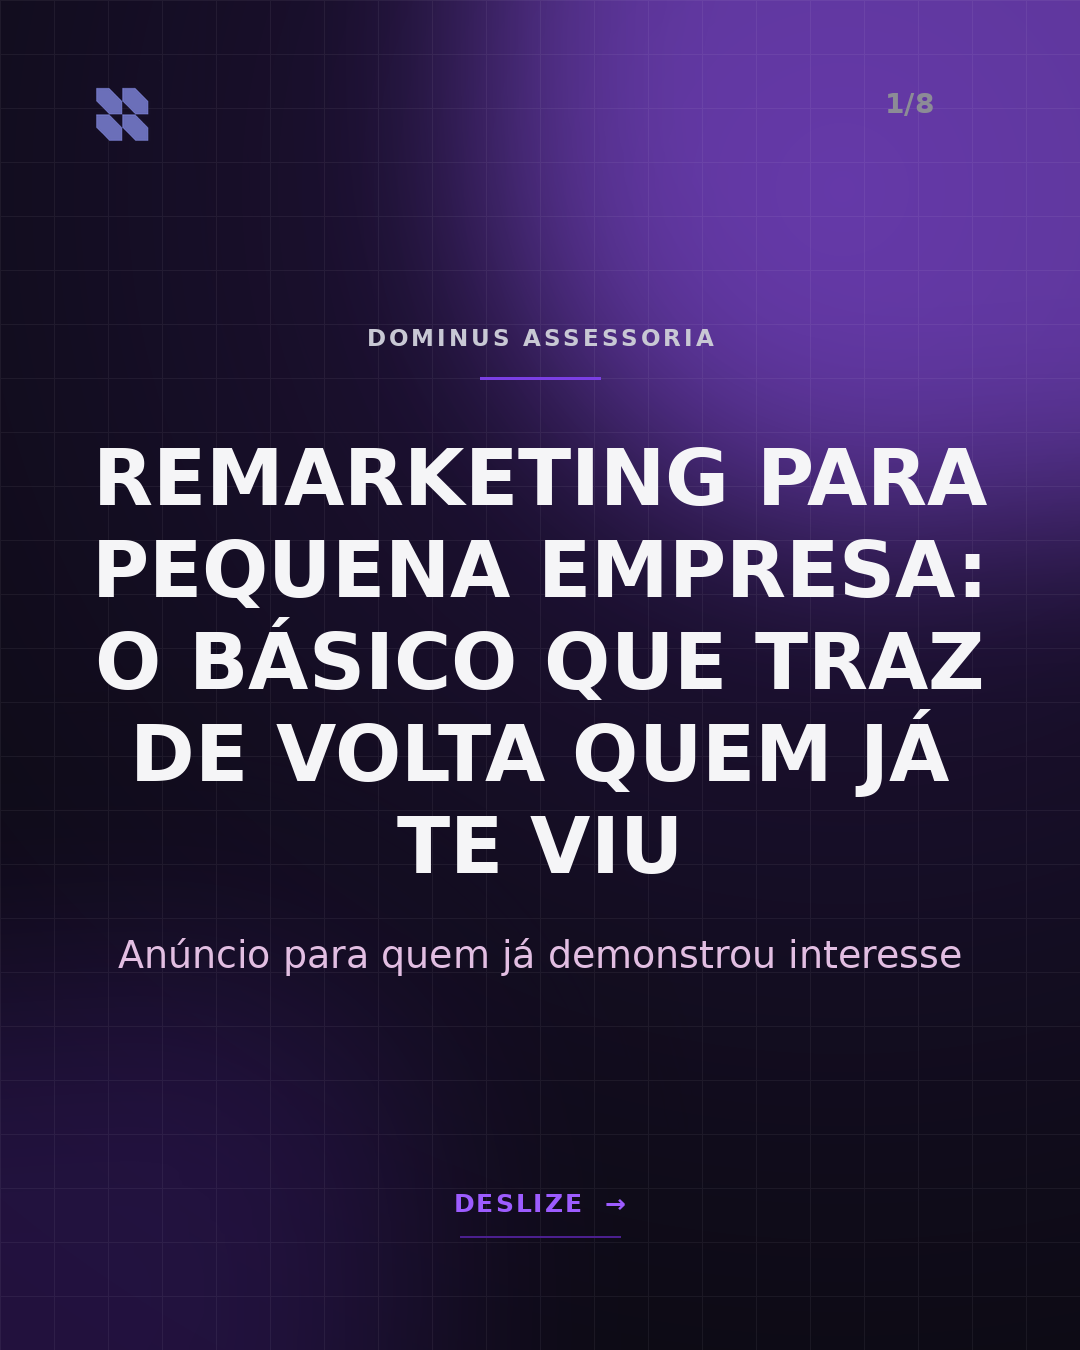 1/8
DOMINUS ASSESSORIA
REMARKETING PARA
PEQUENA EMPRESA:
O BÁSICO QUE TRAZ
DE VOLTA QUEM JÁ
TE VIU
Anúncio para quem já demonstrou interesse
DESLIZE →